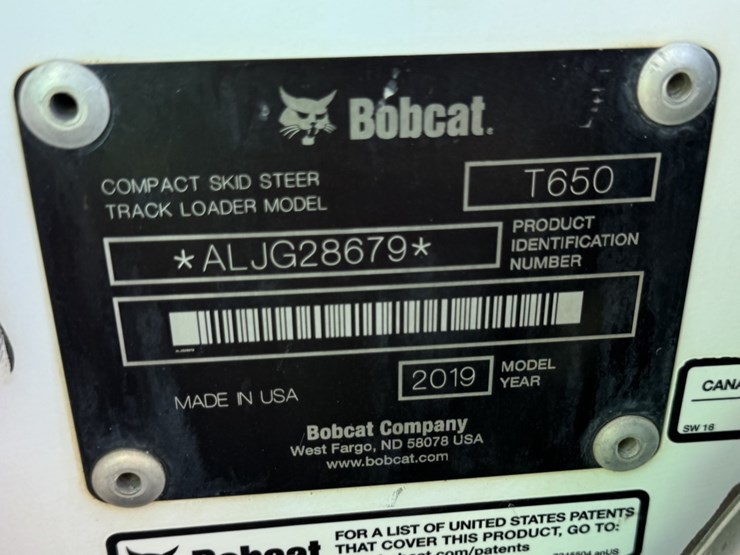 Bobcat.
COMPACT SKID STEER
TRACK LOADER MODEL
T650
*ALJG28679*
PRODUCT
IDENTIFICATION
NUMBER
MADE IN USA
2019
MODEL
YEAR
Bobcat Company
West Fargo, ND 58078 USA
www.bobcat.com
CANA
SW 16
Bobcat
FOR A LIST OF UNITED STATES PATENTS
THAT COVER THIS PRODUCT, GO TO: